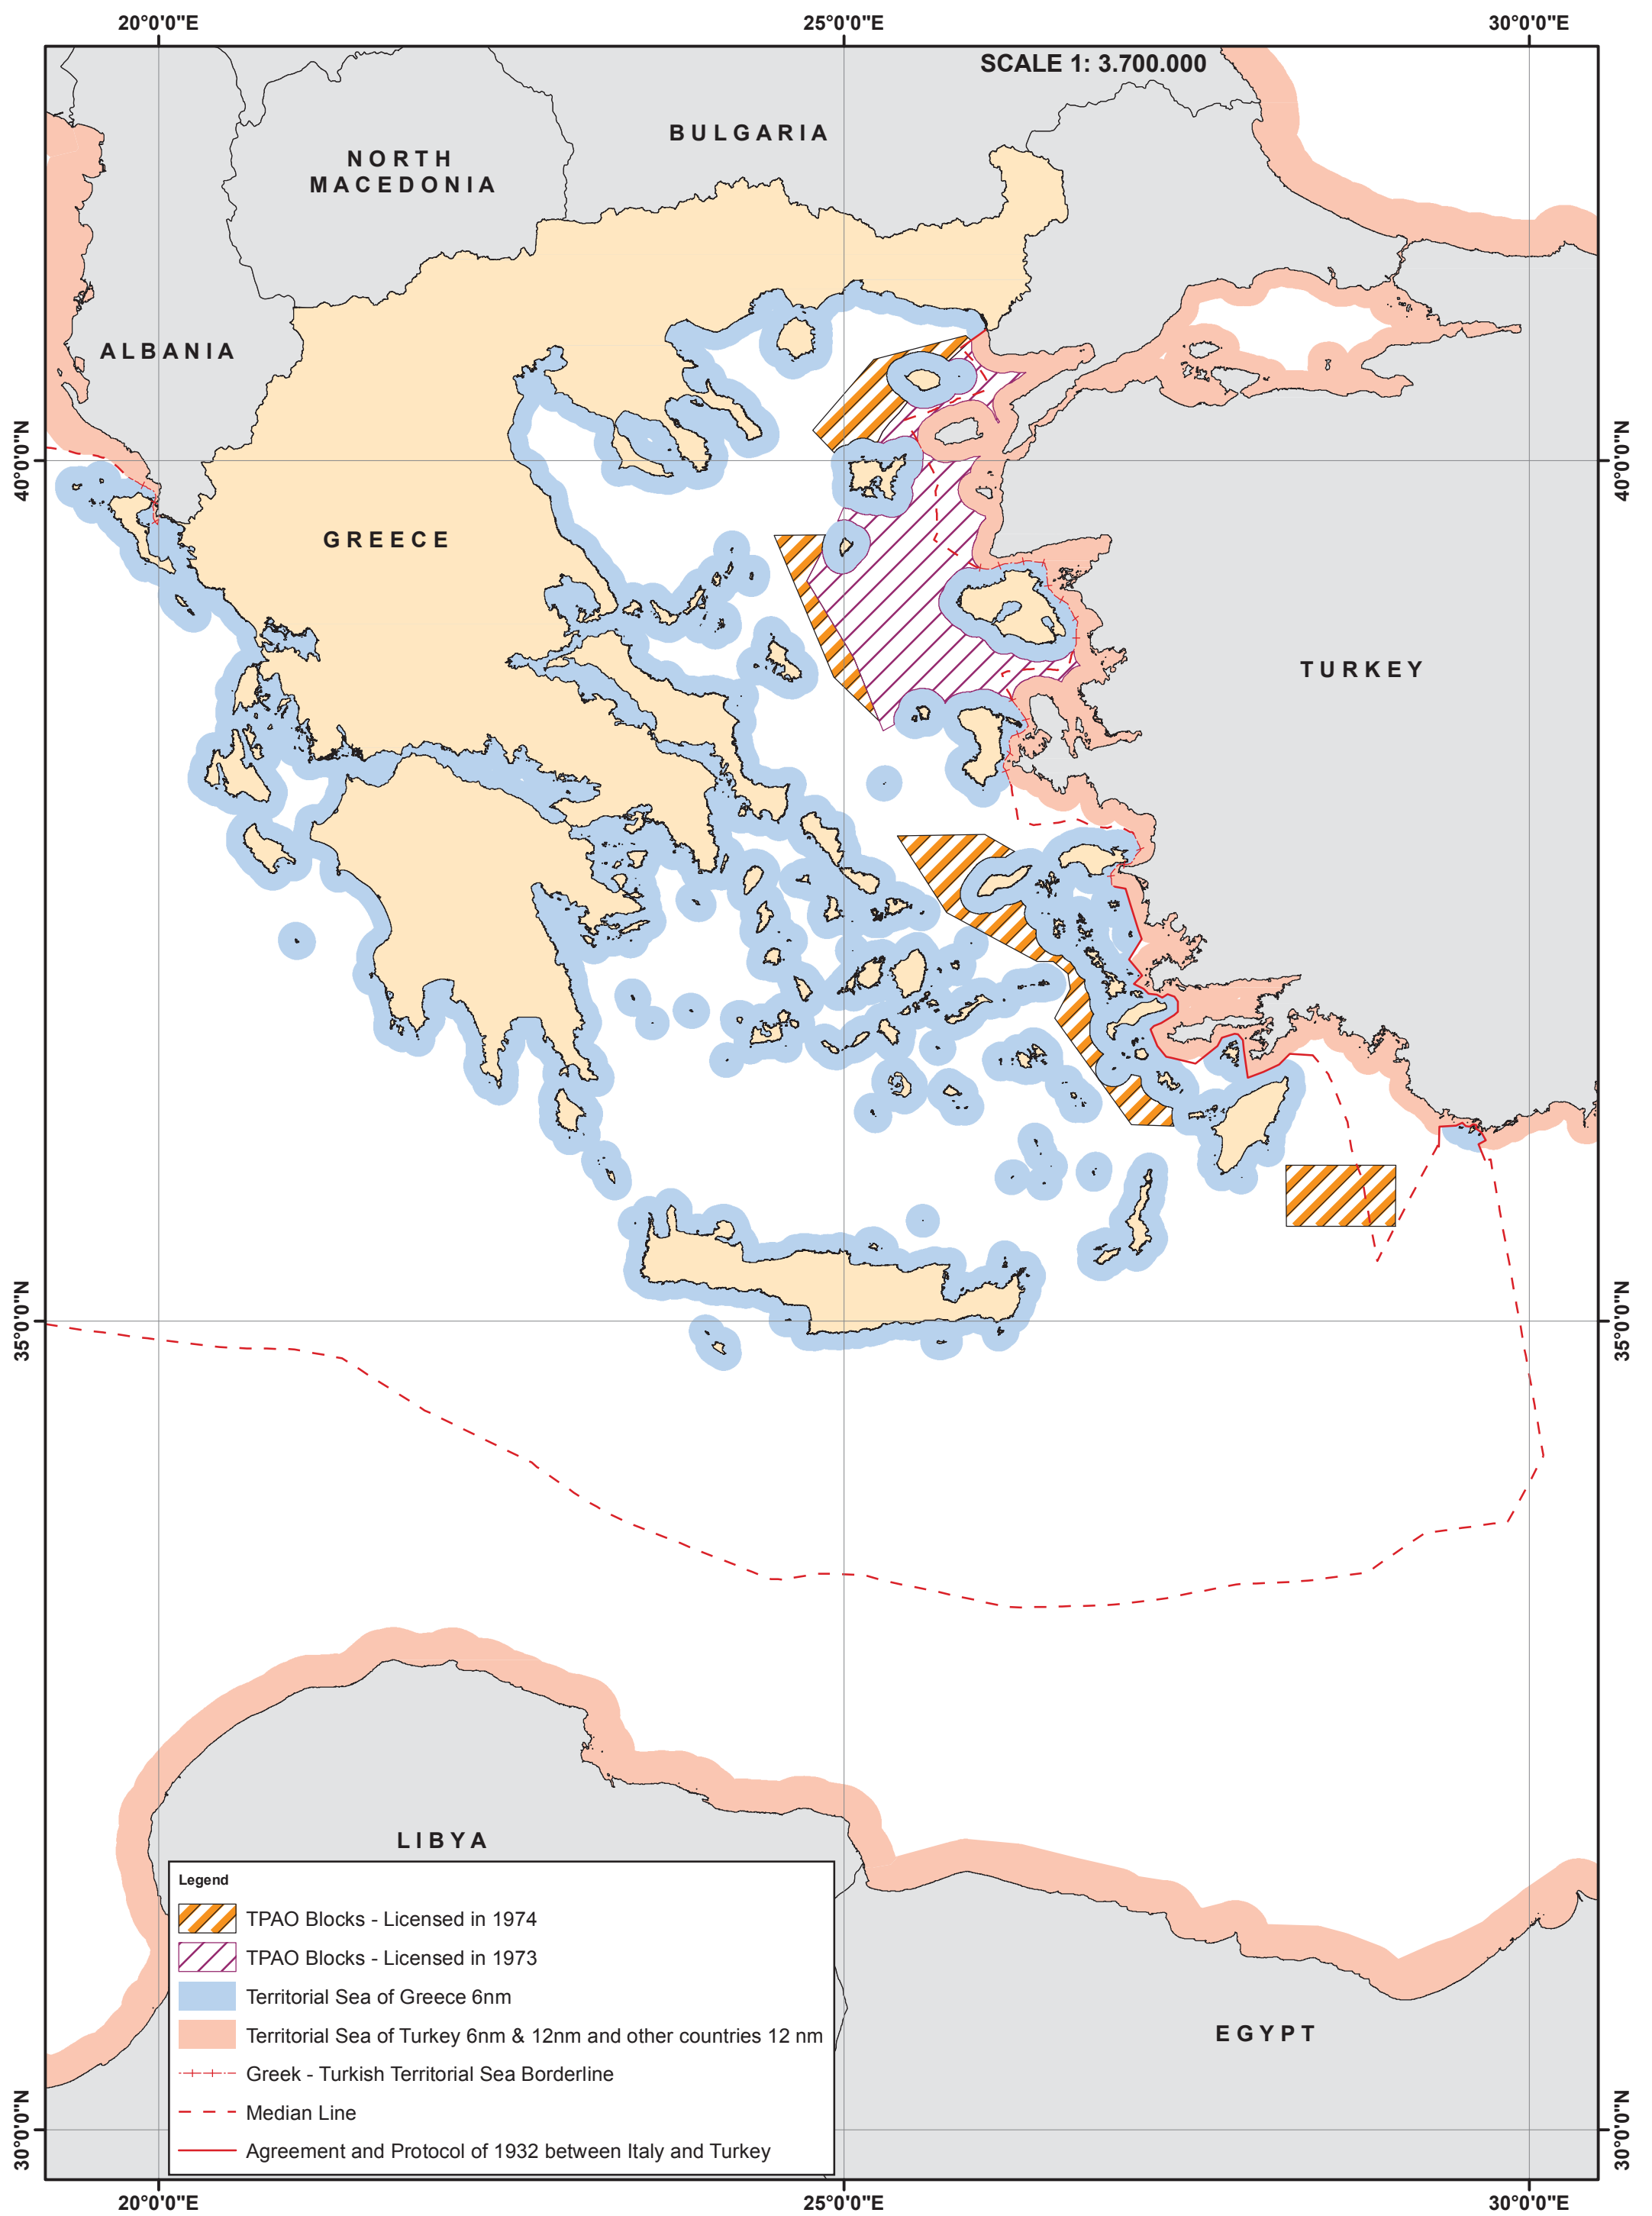 20°0'0"E
25°0'0"E
30°0'0"E
SCALE 1: 3.700.000
BULGARIA
NORTH
MACEDONIA
ALBANIA
40°0'0"N
40°0'0"N
GREECE
TURKEY
35°0'0"N
35°0'0"N
LIBYA
Legend
TPAO Blocks - Licensed in 1974
TPAO Blocks - Licensed in 1973
Territorial Sea of Greece 6nm
Territorial Sea of Turkey 6nm & 12nm and other countries 12 nm
Greek - Turkish Territorial Sea Borderline
Median Line
Agreement and Protocol of 1932 between Italy and Turkey
EGYPT
30°0'0"N
30°0'0"N
20°0'0"E
25°0'0"E
30°0'0"E